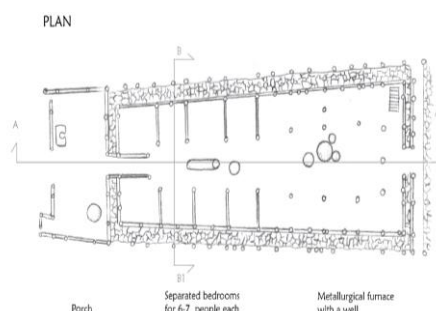 PLAN
B
A
B1
Porch
Separated bedrooms
for 6-7 people each
Metallurgical furnace
with a well